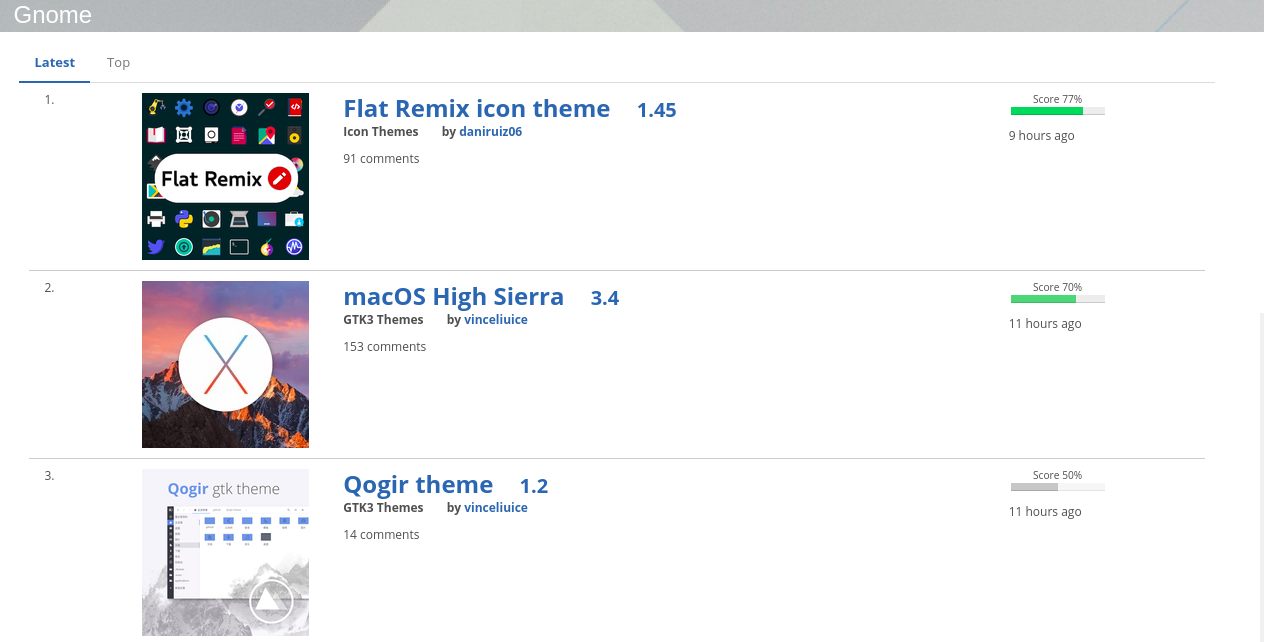 Gnome
Latest Top
1.
Flat Remix
Flat Remix icon theme 1.45
Icon Themes by daniruiz06
91 comments
Score 77%
9 hours ago
2.
macOS High Sierra 3.4
GTK3 Themes by vinceliuice
153 comments
Score 70%
11 hours ago
3.
Qogir gtk theme
Qogir theme 1.2
GTK3 Themes by vinceliuice
14 comments
Score 50%
11 hours ago